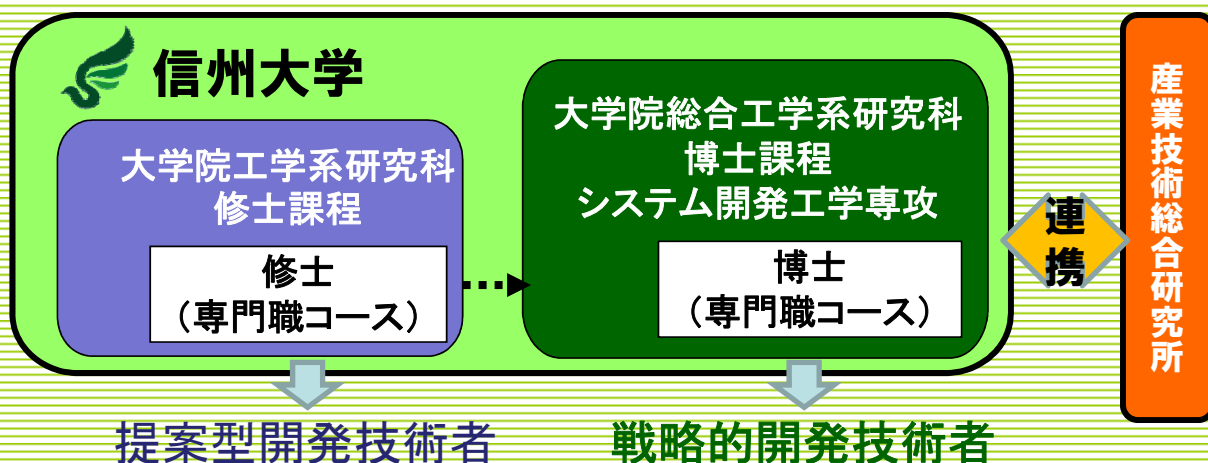 信州大学
大学院工学系研究科
修士課程
修士
（専門職コース）
大学院総合工学系研究科
博士課程
システム開発工学専攻
博士
（専門職コース）
連
携
産業技術総合研究所
提案型開発技術者
戦略的開発技術者